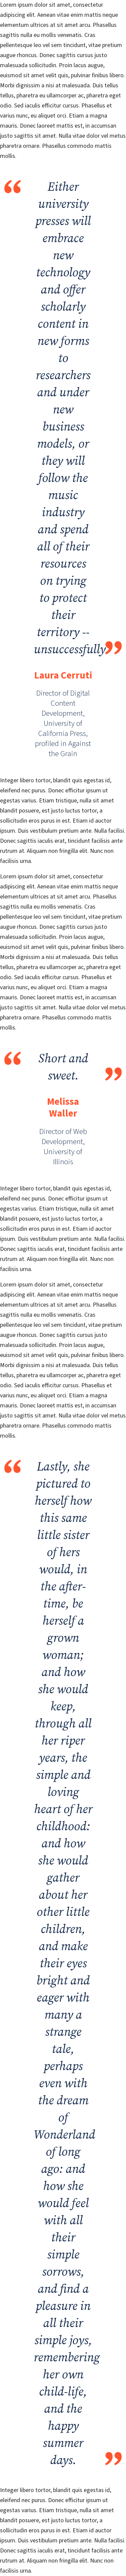 Lorem ipsum dolor sit amet, consectetur
adipiscing elit. Aenean vitae enim mattis neque
elementum ultrices at sit amet arcu. Phasellus
sagittis nulla eu mollis venenatis. Cras
pellentesque leo vel sem tincidunt, vitae pretium
augue rhoncus. Donec sagittis cursus justo
malesuada sollicitudin. Proin lacus augue,
euismod sit amet velit quis, pulvinar finibus libero.
Morbi dignissim a nisi at malesuada. Duis tellus
tellus, pharetra eu ullamcorper ac, pharetra eget
odio. Sed iaculis efficitur cursus. Phasellus et
varius nunc, eu aliquet orci. Etiam a magna
mauris. Donec laoreet mattis est, in accumsan
justo sagittis sit amet. Nulla vitae dolor vel metus
pharetra ornare. Phasellus commodo mattis
mollis.
“
Either
university
presses will
embrace
new
technology
and offer
scholarly
content in
new forms
to
researchers
and under
new
business
models, or
they will
follow the
music
industry
and spend
all of their
resources
on trying
to protect
their
territory --
unsuccessfully
”
Laura Cerruti
Director of Digital
Content
Development,
University of
California Press,
profiled in Against
the Grain
Integer libero tortor, blandit quis egestas id,
eleifend nec purus. Donec efficitur ipsum et
egestas varius. Etiam tristique, nulla sit amet
blandit posuere, est justo luctus tortor, a
sollicitudin eros purus in est. Etiam id auctor
ipsum. Duis vestibulum pretium ante. Nulla facilisi.
Donec sagittis iaculis erat, tincidunt facilisis ante
rutrum at. Aliquam non fringilla elit. Nunc non
facilisis urna.
Lorem ipsum dolor sit amet, consectetur
adipiscing elit. Aenean vitae enim mattis neque
elementum ultrices at sit amet arcu. Phasellus
sagittis nulla eu mollis venenatis. Cras
pellentesque leo vel sem tincidunt, vitae pretium
augue rhoncus. Donec sagittis cursus justo
malesuada sollicitudin. Proin lacus augue,
euismod sit amet velit quis, pulvinar finibus libero.
Morbi dignissim a nisi at malesuada. Duis tellus
tellus, pharetra eu ullamcorper ac, pharetra eget
odio. Sed iaculis efficitur cursus. Phasellus et
varius nunc, eu aliquet orci. Etiam a magna
mauris. Donec laoreet mattis est, in accumsan
justo sagittis sit amet. Nulla vitae dolor vel metus
pharetra ornare. Phasellus commodo mattis
mollis.
“
Short and
sweet.
”
Melissa
Waller
Director of Web
Development,
University of
Illinois
Integer libero tortor, blandit quis egestas id,
eleifend nec purus. Donec efficitur ipsum et
egestas varius. Etiam tristique, nulla sit amet
blandit posuere, est justo luctus tortor, a
sollicitudin eros purus in est. Etiam id auctor
ipsum. Duis vestibulum pretium ante. Nulla facilisi.
Donec sagittis iaculis erat, tincidunt facilisis ante
rutrum at. Aliquam non fringilla elit. Nunc non
facilisis urna.
Lorem ipsum dolor sit amet, consectetur
adipiscing elit. Aenean vitae enim mattis neque
elementum ultrices at sit amet arcu. Phasellus
sagittis nulla eu mollis venenatis. Cras
pellentesque leo vel sem tincidunt, vitae pretium
augue rhoncus. Donec sagittis cursus justo
malesuada sollicitudin. Proin lacus augue,
euismod sit amet velit quis, pulvinar finibus libero.
Morbi dignissim a nisi at malesuada. Duis tellus
tellus, pharetra eu ullamcorper ac, pharetra eget
odio. Sed iaculis efficitur cursus. Phasellus et
varius nunc, eu aliquet orci. Etiam a magna
mauris. Donec laoreet mattis est, in accumsan
justo sagittis sit amet. Nulla vitae dolor vel metus
pharetra ornare. Phasellus commodo mattis
mollis.
“
Lastly, she
pictured to
herself how
this same
little sister
of hers
would, in
the after-
time, be
herself a
grown
woman;
and how
she would
keep,
through all
her riper
years, the
simple and
loving
heart of her
childhood:
and how
she would
gather
about her
other little
children,
and make
their eyes
bright and
eager with
many a
strange
tale,
perhaps
even with
the dream
of
Wonderland
of long
ago: and
how she
would feel
with all
their
simple
sorrows,
and find a
pleasure in
all their
simple joys,
remembering
her own
child-life,
and the
happy
summer
days.
”
Integer libero tortor, blandit quis egestas id,
eleifend nec purus. Donec efficitur ipsum et
egestas varius. Etiam tristique, nulla sit amet
blandit posuere, est justo luctus tortor, a
sollicitudin eros purus in est. Etiam id auctor
ipsum. Duis vestibulum pretium ante. Nulla facilisi.
Donec sagittis iaculis erat, tincidunt facilisis ante
rutrum at. Aliquam non fringilla elit. Nunc non
facilisis urna.